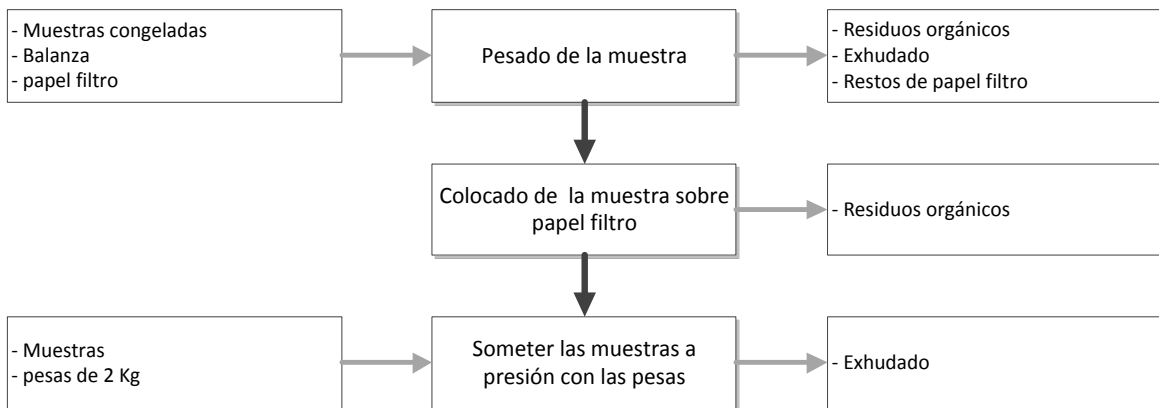 - Muestras congeladas
- Balanza
- papel filtro
Pesado de la muestra
- Residuos orgánicos
- Exhudado
- Restos de papel filtro
Colocado de  la muestra sobre
papel filtro
- Residuos orgánicos
- Muestras
- pesas de 2 Kg
Someter las muestras a
presión con las pesas
- Exhudado